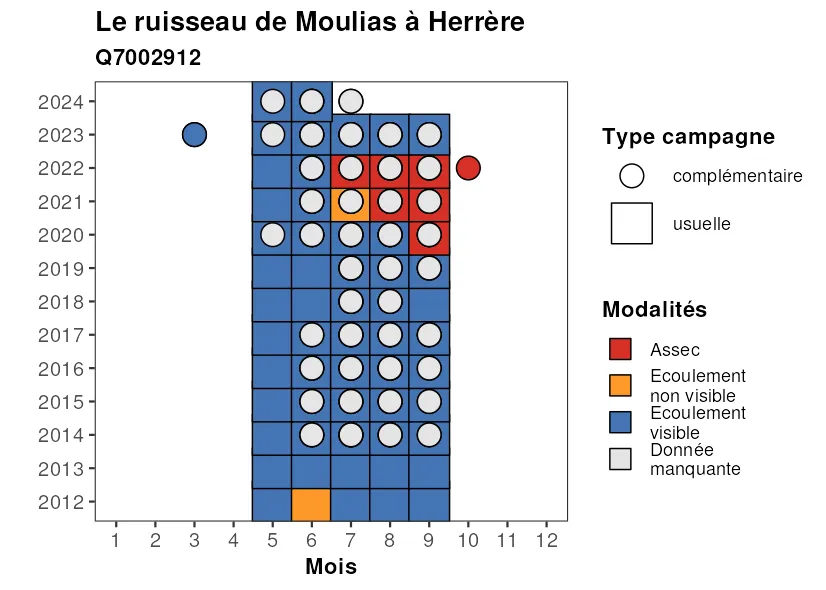 Le ruisseau de Moulias à Herrère
Q7002912
2024
2023
2022
2021
2020
2019
2018
2017
2016
2015
2014
2013
2012
1 2 3 4 5 6 7 8 9 10 11 12
Mois
Type campagne
complémentaire
usuelle
Modalités
Assec
Ecoulement
non visible
Ecoulement
visible
Donnée
manquante